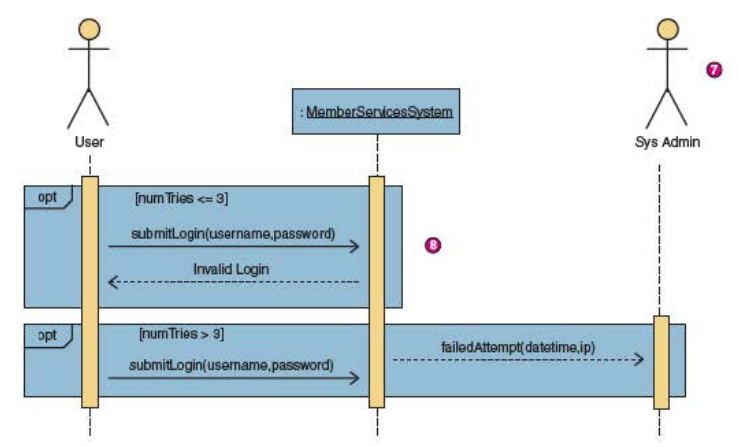 7
: MemberServicesSystem
User
Sys Admin
opt
[numTries <= 3]
submitLogin(username,password)
8
Invalid Login
opt
[numTries > 3]
failedAttempt(datetime,ip)
submitLogin(username,password)